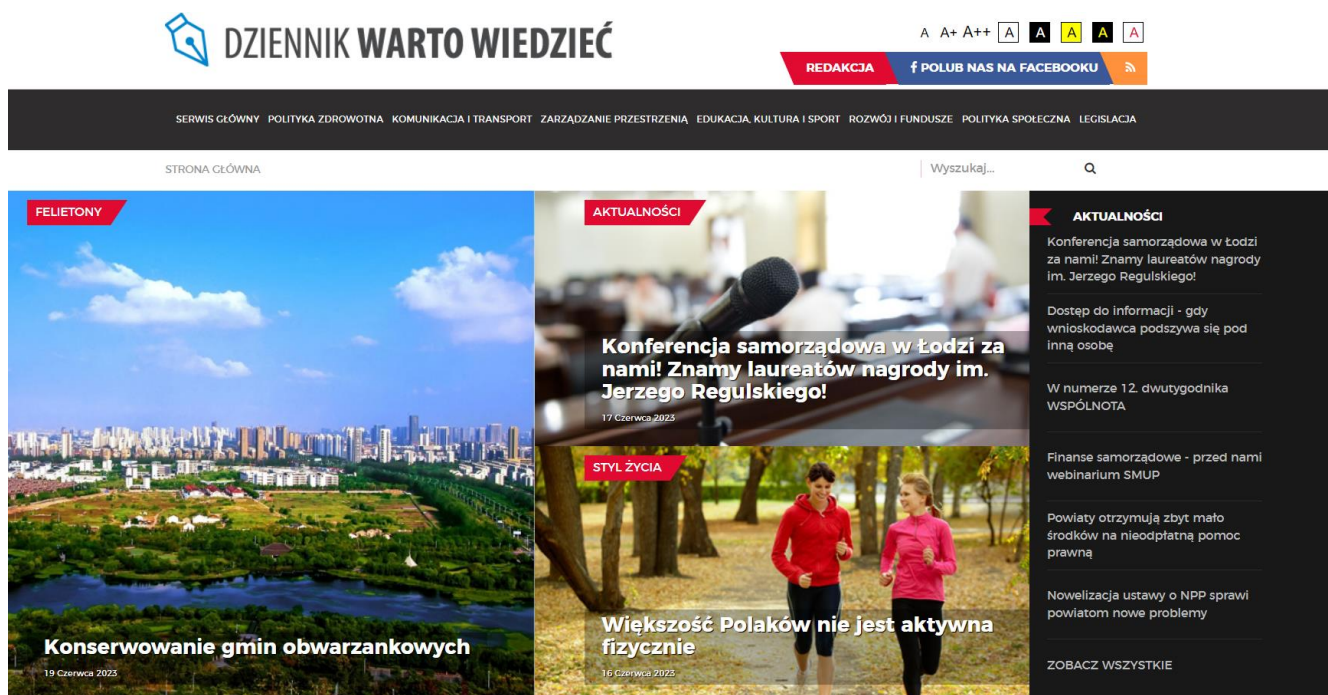 DZIENNIK WARTO WIEDZIEĆ
A A+ A++ A A A A A
REDAKCJA
POLUB NAS NA FACEBOOKU
SERWIS GŁÓWNY POLITYKA ZDROWOTNA KOMUNIKACJA I TRANSPORT ZARZĄDZANIE PRZESTRZENIĄ EDUKACJA, KULTURA I SPORT ROZWÓJ I FUNDUSZE POLITYKA SPOŁECZNA LEGISLACJA
STRONA GŁÓWNA
Wyszukaj...
FELIETONY
Konserwowanie gmin obwarzankowych
19 Czerwca 2023
AKTUALNOŚCI
Konferencja samorządowa w Łodzi za
nami! Znamy laureatów nagrody im.
Jerzego Regulskiego!
17 Czerwca 2023
STYL ŻYCIA
Większość Polaków nie jest aktywna
fizycznie
16 Czerwca 2023
AKTUALNOŚCI
Konferencja samorządowa w Łodzi
za nami! Znamy laureatów nagrody
im. Jerzego Regulskiego!
Dostęp do informacji - gdy
wnioskodawca podszywa się pod
inną osobę
W numerze 12. dwutygodnika
WSPÓLNOTA
Finanse samorządowe - przed nami
webinarium SMUP
Powiaty otrzymują zbyt mało
środków na nieodpłatną pomoc
prawną
Nowelizacja ustawy o NPP sprawi
powiatom nowe problemy
ZOBACZ WSZYSTKIE